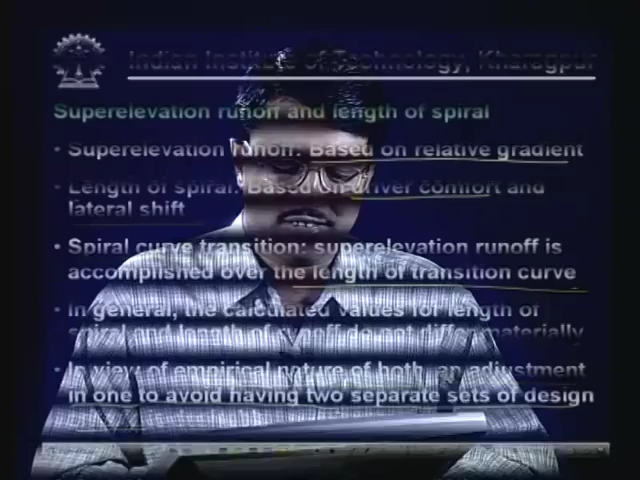 Indian Institute of Technology, Kharagpur
Superelevation runoff and length of spiral
• Superelevation runoff: Based on relative gradient
• Length of spiral: Based on driver comfort and
lateral shift
• Spiral curve transition: superelevation runoff is
accomplished over the length of transition curve
• In general, the calculated values for length of
spiral and length of runoff do not differ materially
• In view of empirical nature of both, an adjustment
in one to avoid having two separate sets of design